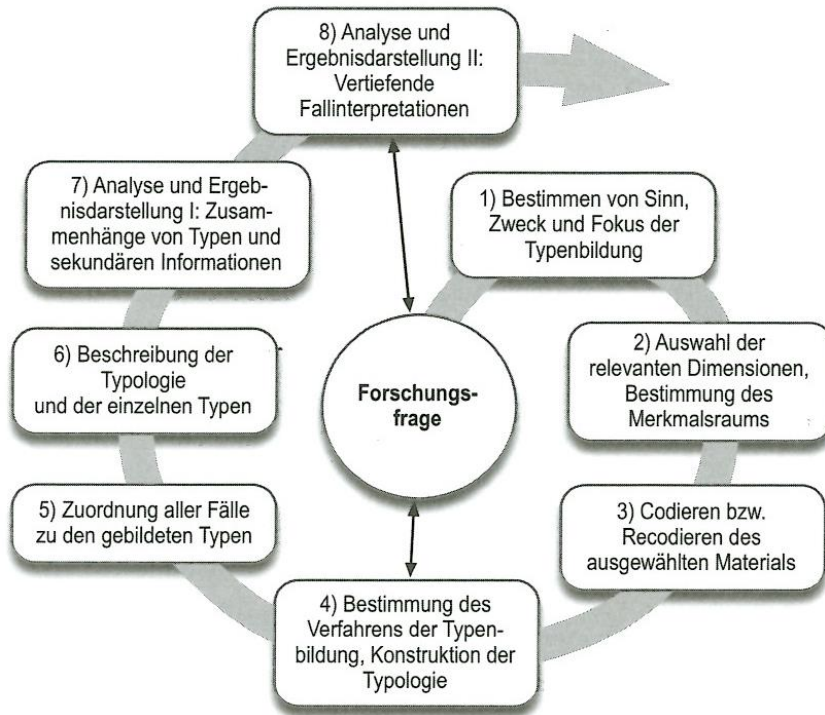 8) Analyse und
Ergebnisdarstellung II:
Vertiefende
Fallinterpretationen
7) Analyse und Ergeb-
nisdarstellung I: Zusam-
menhänge von Typen und
sekundären Informationen
1) Bestimmen von Sinn,
Zweck und Fokus der
Typenbildung
6) Beschreibung der
Typologie
und der einzelnen Typen
Forschungs-
frage
2) Auswahl der
relevanten Dimensionen,
Bestimmung des
Merkmalsraums
5) Zuordnung aller Fälle
zu den gebildeten Typen
3) Codieren bzw.
Recodieren des
ausgewählten Materials
4) Bestimmung des
Verfahrens der Typen-
bildung, Konstruktion der
Typologie